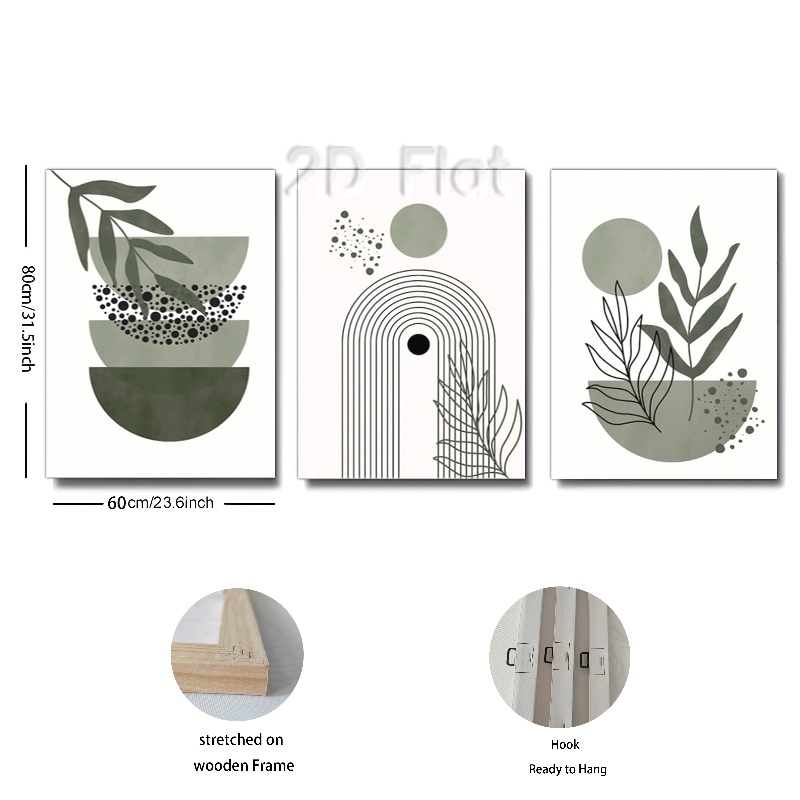 2D Flat
80cm/31.5inch
60cm/23.6inch
stretched on
wooden Frame
Hook
Ready to Hang